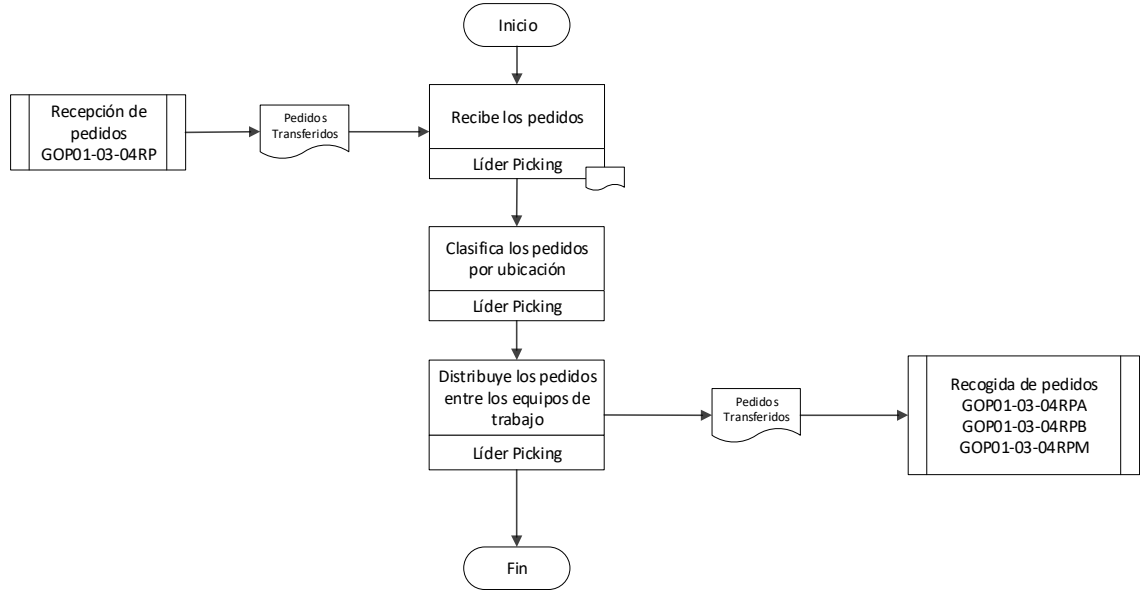 Inicio
Recepción de
pedidos
GOP01-03-04RP
Pedidos
Transferidos
Recibe los pedidos
Líder Picking
Clasifica los pedidos
por ubicación
Líder Picking
Distribuye los pedidos
entre los equipos de
trabajo
Líder Picking
Pedidos
Transferidos
Recogida de pedidos
GOP01-03-04RPA
GOP01-03-04RPB
GOP01-03-04RPM
Fin